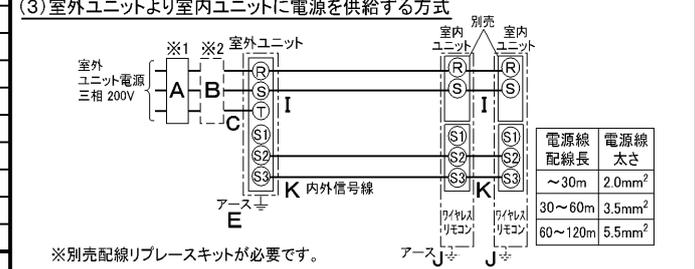 (3)室外ユニットより室内ユニットに電源を供給する方式
別売
※1 ※2 室外ユニット
室内
ユニット
室内
ユニット
室外
ユニット電源
三相 200V
A
B
C
R
S
T
S1
S2
S3
I
R
S
S1
S2
S3
I
R
S
S1
S2
S3
K 内外信号線
K
アース
E
ワイヤレス
リモコン
ワイヤレス
リモコン
アース J
J
電源線
配線長
電源線
太さ
～30m 2.0mm²
30～60m 3.5mm²
60～120m 5.5mm²
※別売配線リプレースキットが必要です。